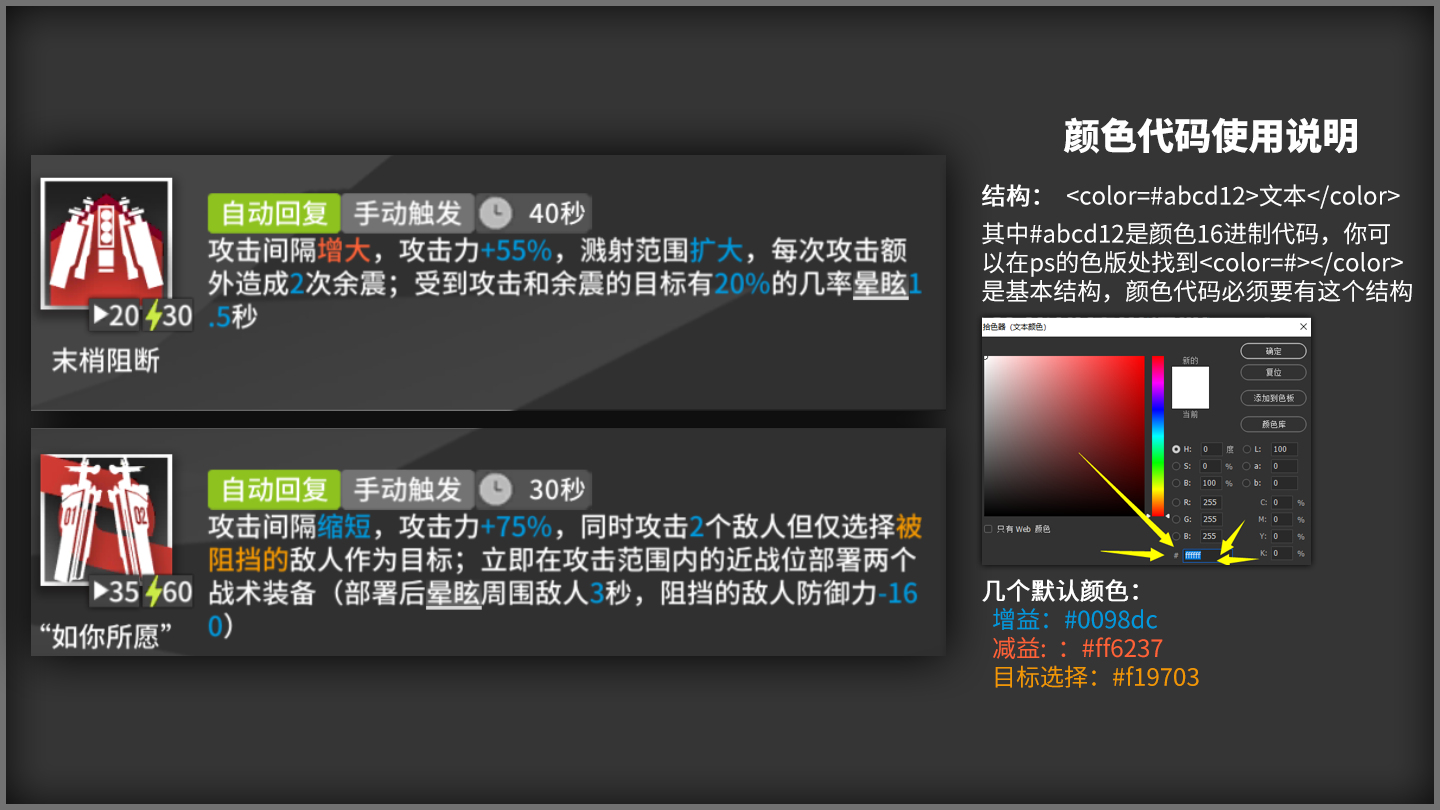 自动回复 手动触发 40秒
攻击间隔增大，攻击力+55%，溅射范围扩大，每次攻击额
外造成2次余震；受到攻击和余震的目标有20%的几率晕眩1
.5秒
▶20 30
末梢阻断
自动回复 手动触发 30秒
攻击间隔缩短，攻击力+75%，同时攻击2个敌人但仅选择被
阻挡的敌人作为目标；立即在攻击范围内的近战位部署两个
战术装备（部署后晕眩周围敌人3秒，阻挡的敌人防御力-16
0）
01 02
▶35 60
“如你所愿”
颜色代码使用说明
结构： <color=#abcd12>文本</color>
其中#abcd12是颜色16进制代码，你可
以在ps的色版处找到<color=#></color>
是基本结构，颜色代码必须要有这个结构
拾色器（文本颜色）
新的
当前
确定
复位
添加到色板
颜色库
H: 0 度 L: 100
S: 0 % a: 0
B: 100 % b: 0
R: 255 C: 0 %
G: 255 M: 0 %
B: 255 Y: 0 %
# ffffff K: 0 %
只有 Web 颜色
几个默认颜色：
增益：#0098dc
减益：：#ff6237
目标选择：#f19703